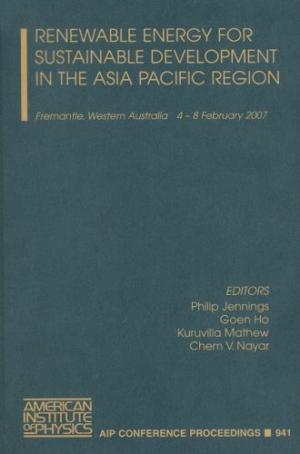 RENEWABLE ENERGY FOR
SUSTAINABLE DEVELOPMENT
IN THE ASIA PACIFIC REGION
Fremantle, Western Australia 4 – 8 February 2007
EDITORS
Philip Jennings
Goen Ho
Kuruvilla Mathew
Chem V. Nayar
AMERICAN
INSTITUTE
OF PHYSICS
AIP CONFERENCE PROCEEDINGS ■ 941